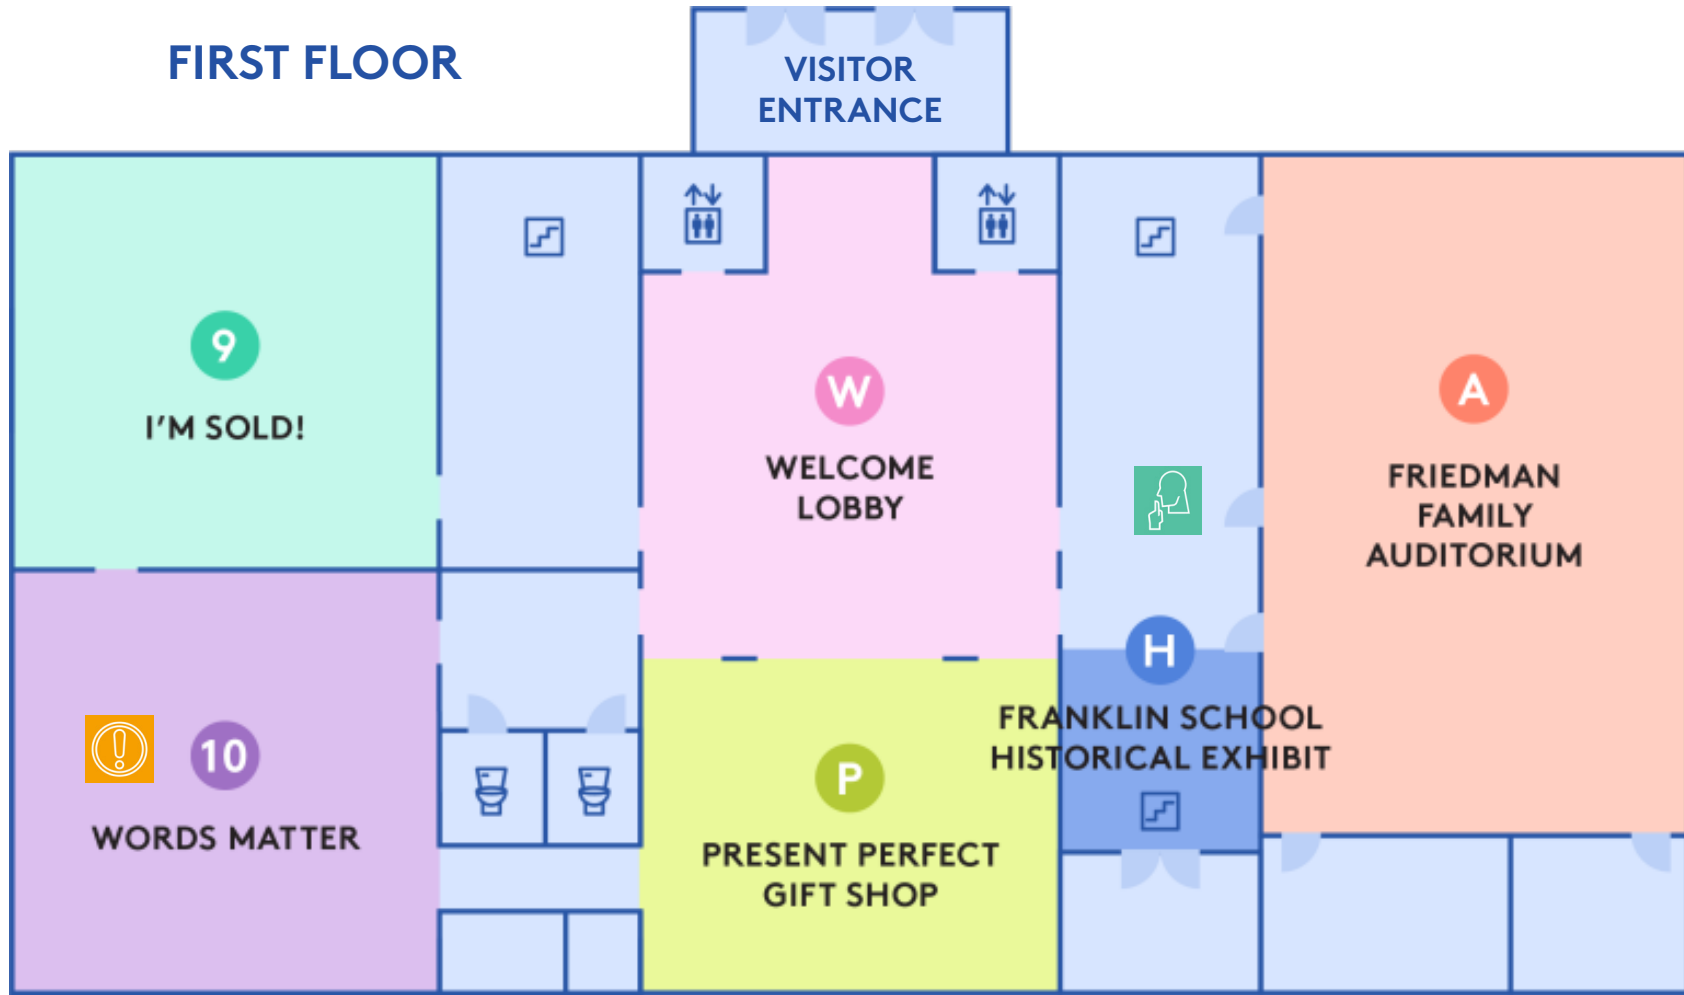 FIRST FLOOR
VISITOR
ENTRANCE
9
I'M SOLD!
W
WELCOME
LOBBY
A
FRIEDMAN
FAMILY
AUDITORIUM
H
FRANKLIN SCHOOL
HISTORICAL EXHIBIT
10
WORDS MATTER
P
PRESENT PERFECT
GIFT SHOP